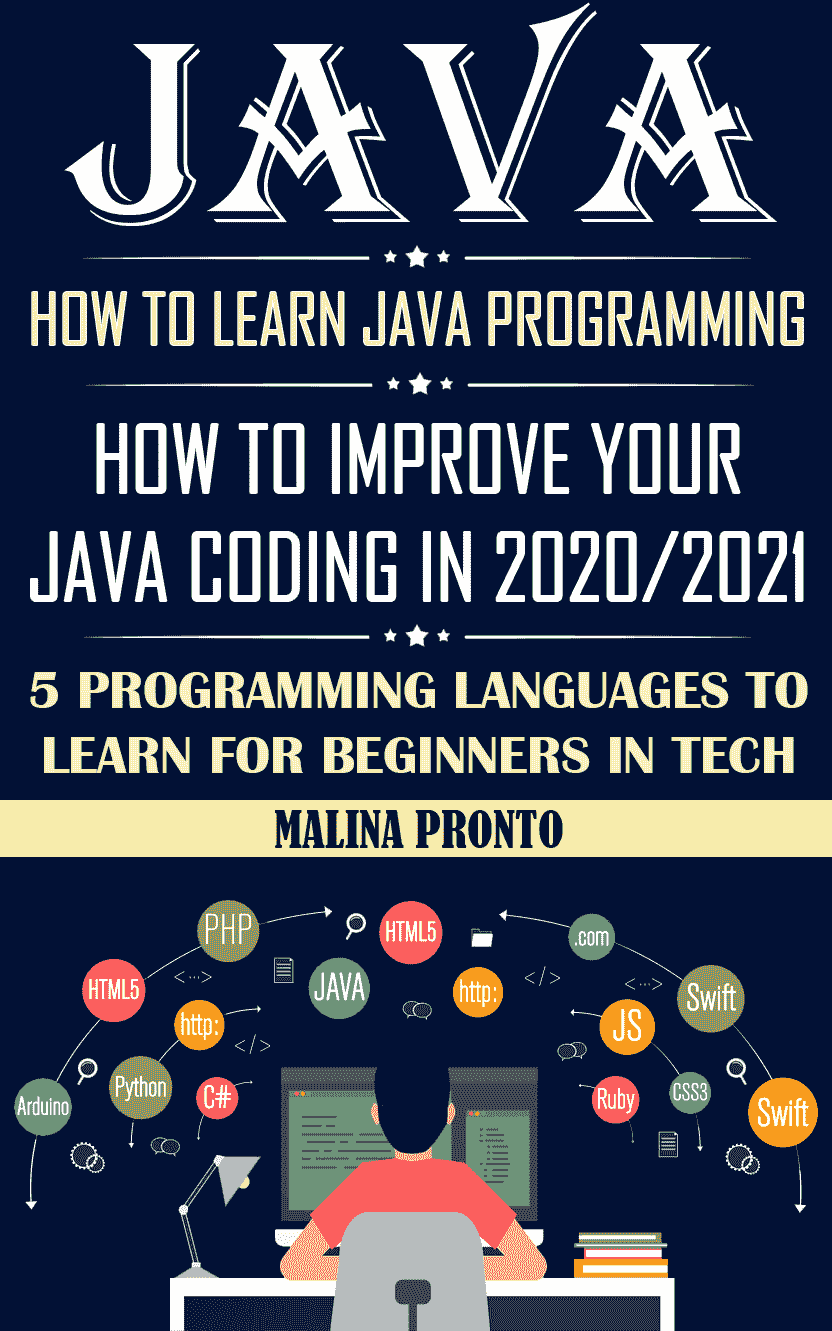 JAVA
HOW TO LEARN JAVA PROGRAMMING
HOW TO IMPROVE YOUR
JAVA CODING IN 2020/2021
5 PROGRAMMING LANGUAGES TO
LEARN FOR BEGINNERS IN TECH
MALINA PRONTO
PHP
HTML5
.com
HTML5
JAVA
http:
Swift
http:
JS
Python
C#
Ruby
CSS3
Arduino
Swift